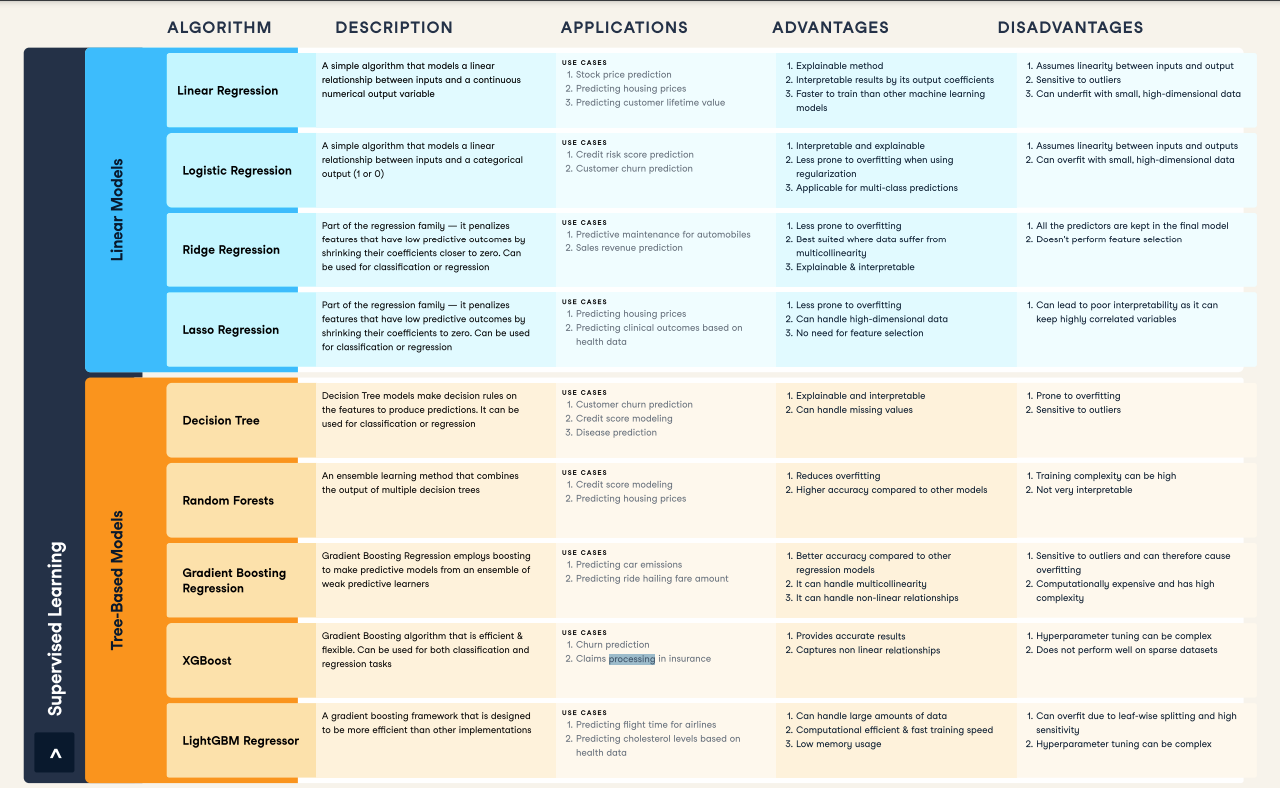 ALGORITHM DESCRIPTION APPLICATIONS ADVANTAGES DISADVANTAGES
Supervised Learning
^
Linear Models
Linear Regression
A simple algorithm that models a linear
relationship between inputs and a continuous
numerical output variable
USE CASES
1. Stock price prediction
2. Predicting housing prices
3. Predicting customer lifetime value
1. Explainable method
2. Interpretable results by its output coefficients
3. Faster to train than other machine learning
models
1. Assumes linearity between inputs and output
2. Sensitive to outliers
3. Can underfit with small, high-dimensional data
Logistic Regression
A simple algorithm that models a linear
relationship between inputs and a categorical
output (1 or 0)
USE CASES
1. Credit risk score prediction
2. Customer churn prediction
1. Interpretable and explainable
2. Less prone to overfitting when using
regularization
3. Applicable for multi-class predictions
1. Assumes linearity between inputs and outputs
2. Can overfit with small, high-dimensional data
Ridge Regression
Part of the regression family — it penalizes
features that have low predictive outcomes by
shrinking their coefficients closer to zero. Can
be used for classification or regression
USE CASES
1. Predictive maintenance for automobiles
2. Sales revenue prediction
1. Less prone to overfitting
2. Best suited where data suffer from
multicollinearity
3. Explainable & interpretable
1. All the predictors are kept in the final model
2. Doesn't perform feature selection
Lasso Regression
Part of the regression family — it penalizes
features that have low predictive outcomes by
shrinking their coefficients to zero. Can be used
for classification or regression
USE CASES
1. Predicting housing prices
2. Predicting clinical outcomes based on
health data
1. Less prone to overfitting
2. Can handle high-dimensional data
3. No need for feature selection
1. Can lead to poor interpretability as it can
keep highly correlated variables
Tree-Based Models
Decision Tree
Decision Tree models make decision rules on
the features to produce predictions. It can be
used for classification or regression
USE CASES
1. Customer churn prediction
2. Credit score modeling
3. Disease prediction
1. Explainable and interpretable
2. Can handle missing values
1. Prone to overfitting
2. Sensitive to outliers
Random Forests
An ensemble learning method that combines
the output of multiple decision trees
USE CASES
1. Credit score modeling
2. Predicting housing prices
1. Reduces overfitting
2. Higher accuracy compared to other models
1. Training complexity can be high
2. Not very interpretable
Gradient Boosting
Regression
Gradient Boosting Regression employs boosting
to make predictive models from an ensemble of
weak predictive learners
USE CASES
1. Predicting car emissions
2. Predicting ride hailing fare amount
1. Better accuracy compared to other
regression models
2. It can handle multicollinearity
3. It can handle non-linear relationships
1. Sensitive to outliers and can therefore cause
overfitting
2. Computationally expensive and has high
complexity
XGBoost
Gradient Boosting algorithm that is efficient &
flexible. Can be used for both classification and
regression tasks
USE CASES
1. Churn prediction
2. Claims processing in insurance
1. Provides accurate results
2. Captures non linear relationships
1. Hyperparameter tuning can be complex
2. Does not perform well on sparse datasets
LightGBM Regressor
A gradient boosting framework that is designed
to be more efficient than other implementations
USE CASES
1. Predicting flight time for airlines
2. Predicting cholesterol levels based on
health data
1. Can handle large amounts of data
2. Computational efficient & fast training speed
3. Low memory usage
1. Can overfit due to leaf-wise splitting and high
sensitivity
2. Hyperparameter tuning can be complex